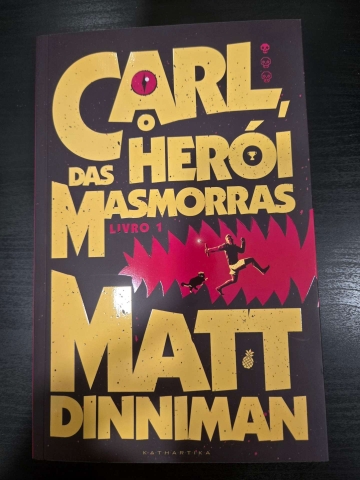 CARL,
O
DAS HERÓI
MASMORRAS
LIVRO 1
MATT
DINNIMAN
KATHARTIKA